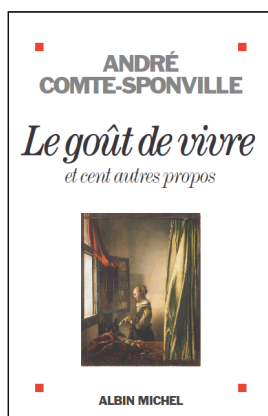 ANDRÉ
COMTE-SPONVILLE
Le goût de vivre
et cent autres propos
ALBIN MICHEL